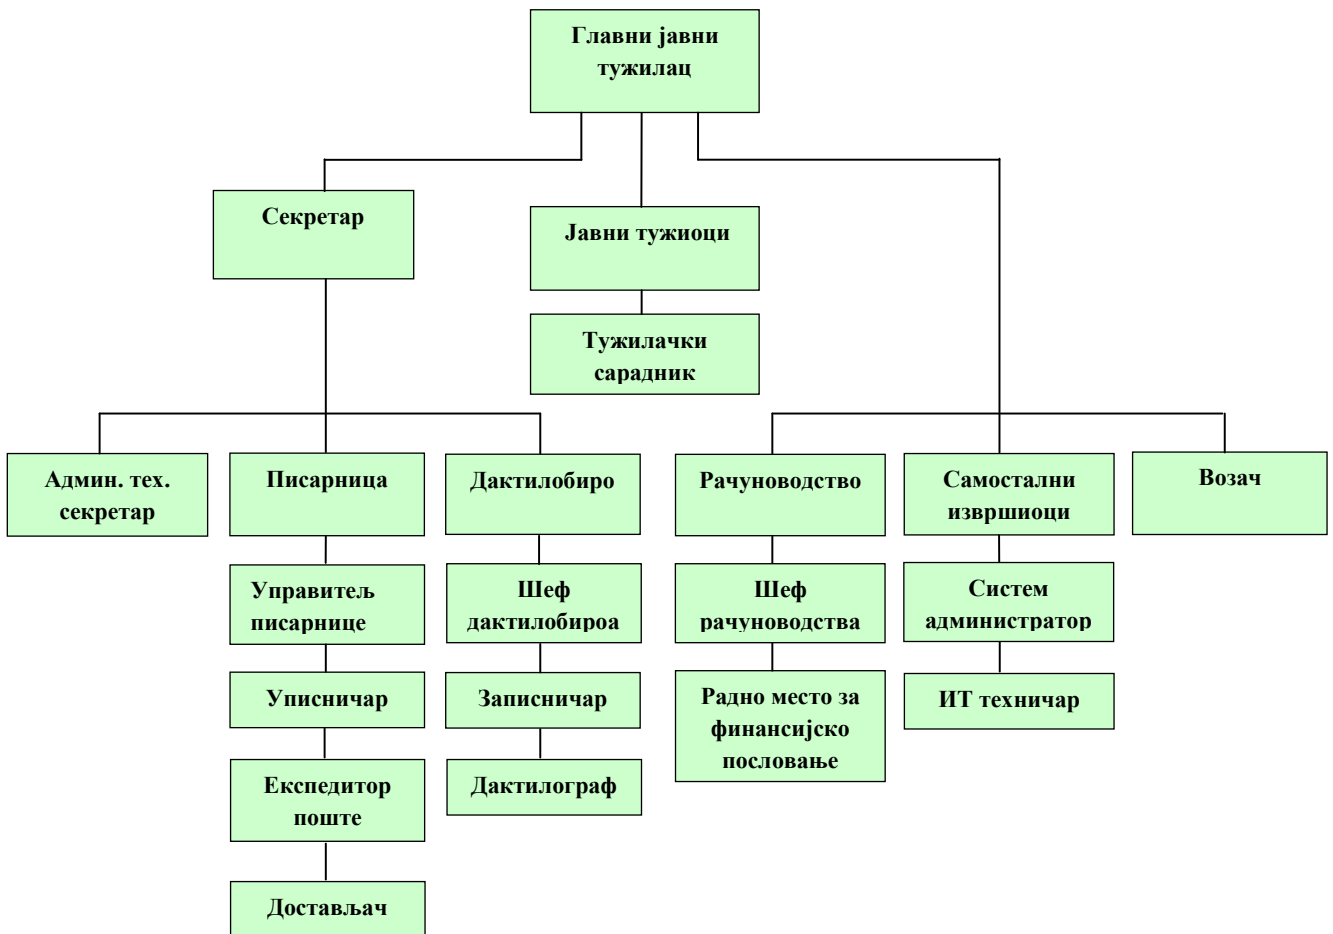 Главни јавни
тужилац
Секретар
Јавни тужиоци
Тужилачки
сарадник
Админ. тех.
секретар
Писарница
Дактилобиро
Рачуноводство
Самостални
извршиоци
Возач
Управитељ
писарнице
Шеф
дактилобироа
Шеф
рачуноводства
Систем
администратор
Уписничар
Записничар
Радно место за
финансијско
пословање
ИТ техничар
Експедитор
поште
Дактилограф
Достављач